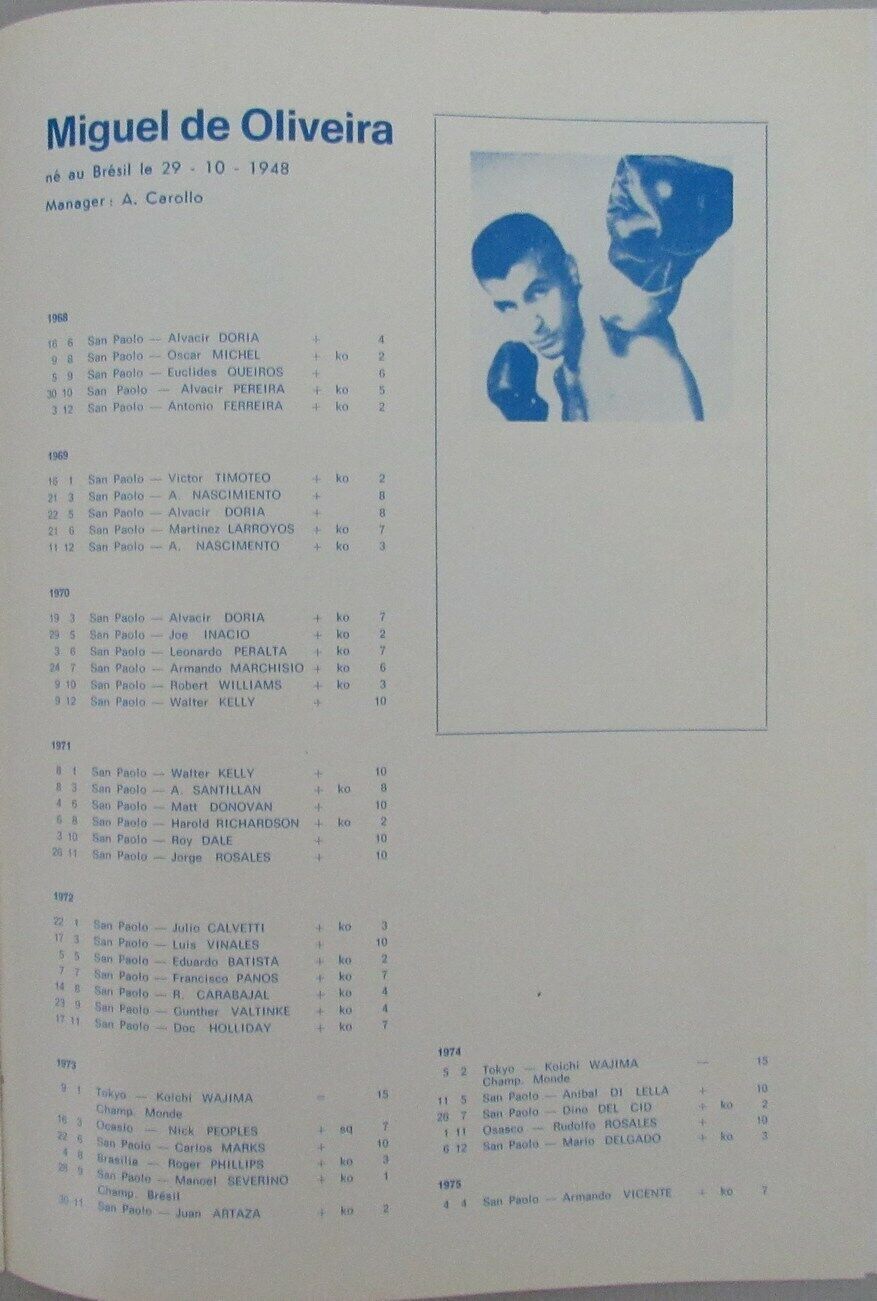 Miguel de Oliveira
né au Brésil le 29 - 10 - 1948
Manager : A. Carollo
1968
16 6 San Paolo — Alvacir DORIA + 4
9 8 San Paolo — Oscar MICHEL + ko 2
5 9 San Paolo — Euclides QUEIROS + 6
30 10 San Paolo — Alvacir PEREIRA + ko 5
3 12 San Paolo — Antonio FERREIRA + ko 2
1969
16 1 San Paolo — Victor TIMOTEO + ko 2
21 3 San Paolo — A. NASCIMIENTO + 8
22 5 San Paolo — Alvacir DORIA + 8
21 6 San Paolo — Martinez LARROYOS + ko 7
11 12 San Paolo — A. NASCIMENTO + ko 3
1970
19 3 San Paolo — Alvacir DORIA + ko 7
29 5 San Paolo — Joe INACIO + ko 2
3 6 San Paolo — Leonardo PERALTA + ko 7
24 7 San Paolo — Armando MARCHISIO + ko 6
9 10 San Paolo — Robert WILLIAMS + ko 3
9 12 San Paolo — Walter KELLY + 10
1971
8 1 San Paolo — Walter KELLY + 10
8 3 San Paolo — A. SANTILLAN + ko 8
4 6 San Paolo — Matt DONOVAN + 10
6 8 San Paolo — Harold RICHARDSON + ko 2
3 10 San Paolo — Roy DALE + 10
26 11 San Paolo — Jorge ROSALES + 10
1972
22 1 San Paolo — Julio CALVETTI + ko 3
17 3 San Paolo — Luis VINALES + 10
5 5 San Paolo — Eduardo BATISTA + ko 2
7 7 San Paolo — Francisco PANOS + ko 7
14 8 San Paolo — R. CARABAJAL + ko 4
29 9 San Paolo — Gunther VALTINKE + ko 4
17 11 San Paolo — Doc HOLLIDAY + ko 7
1973
9 1 Tokyo — Koichi WAJIMA = 15
Champ. Monde
16 3 Ocasio — Nick PEOPLES + sq 7
22 6 San Paolo — Carlos MARKS + 10
4 8 Brasilia — Roger PHILLIPS + ko 3
28 9 San Paolo — Manoel SEVERINO + ko 1
Champ. Brésil
30 11 San Paolo — Juan ARTAZA + ko 2
1974
5 2 Tokyo — Koichi WAJIMA — 15
Champ. Monde
11 5 San Paolo — Anibal DI LELLA + 10
26 7 San Paolo — Dino DEL CID + ko 2
1 11 Osasco — Rudolfo ROSALES + 10
6 12 San Paolo — Mario DELGADO + ko 3
1975
4 4 San Paolo — Armando VICENTE + ko 7